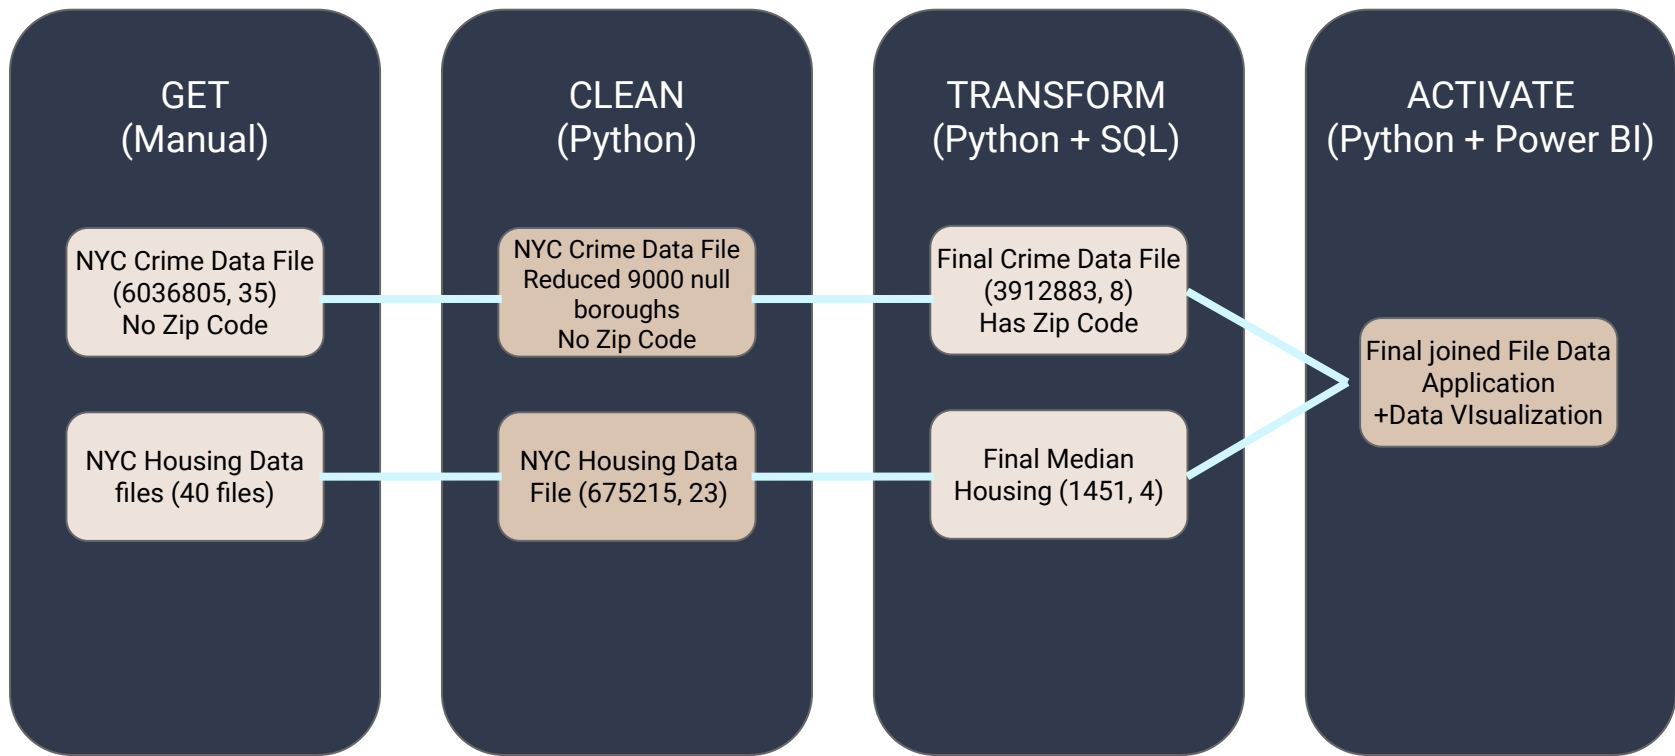 GET
(Manual)
NYC Crime Data File
(6036805, 35)
No Zip Code
NYC Housing Data
files (40 files)
CLEAN
(Python)
NYC Crime Data File
Reduced 9000 null
boroughs
No Zip Code
NYC Housing Data
File (675215, 23)
TRANSFORM
(Python + SQL)
Final Crime Data File
(3912883, 8)
Has Zip Code
Final Median
Housing (1451, 4)
ACTIVATE
(Python + Power BI)
Final joined File Data
Application
+Data VIsualization